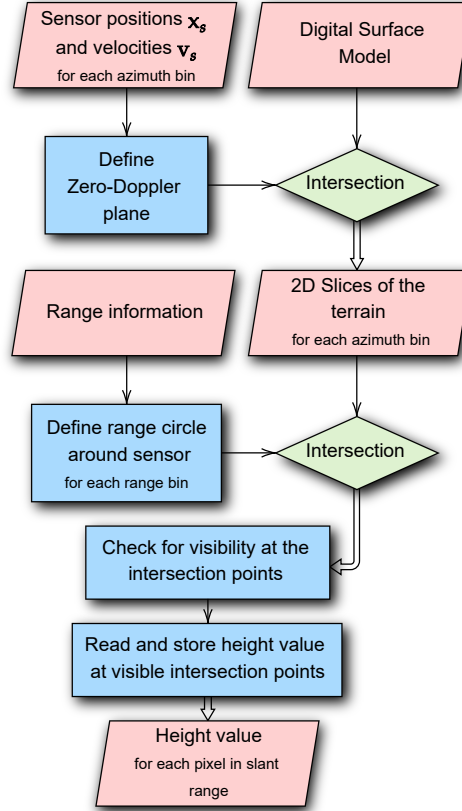 Sensor positions 𝐱ₛ
and velocities 𝐯ₛ
for each azimuth bin
Digital Surface
Model
Define
Zero-Doppler
plane
Intersection
Range information
2D Slices of the
terrain
for each azimuth bin
Define range circle
around sensor
for each range bin
Intersection
Check for visibility at the
intersection points
Read and store height value
at visible intersection points
Height value
for each pixel in slant
range